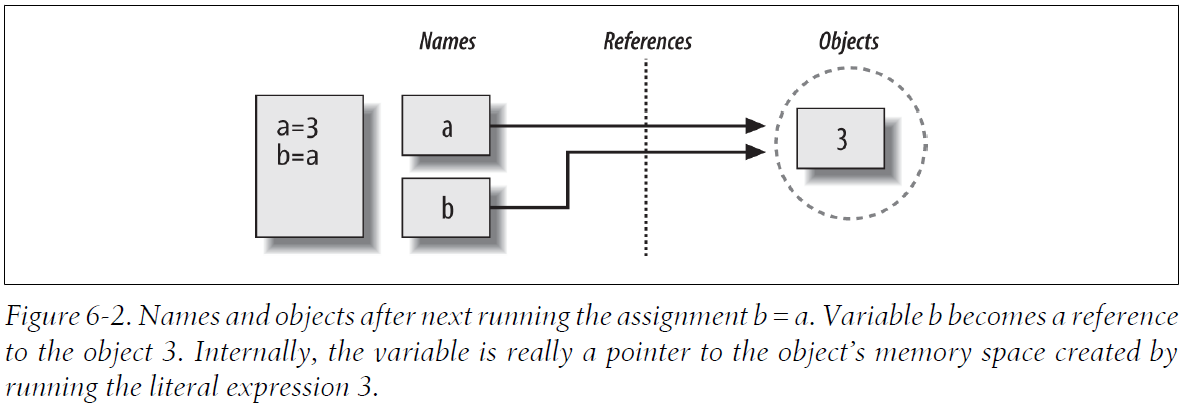 Names References Objects
a=3
b=a
a
b
3
Figure 6-2. Names and objects after next running the assignment b = a. Variable b becomes a reference
to the object 3. Internally, the variable is really a pointer to the object’s memory space created by
running the literal expression 3.